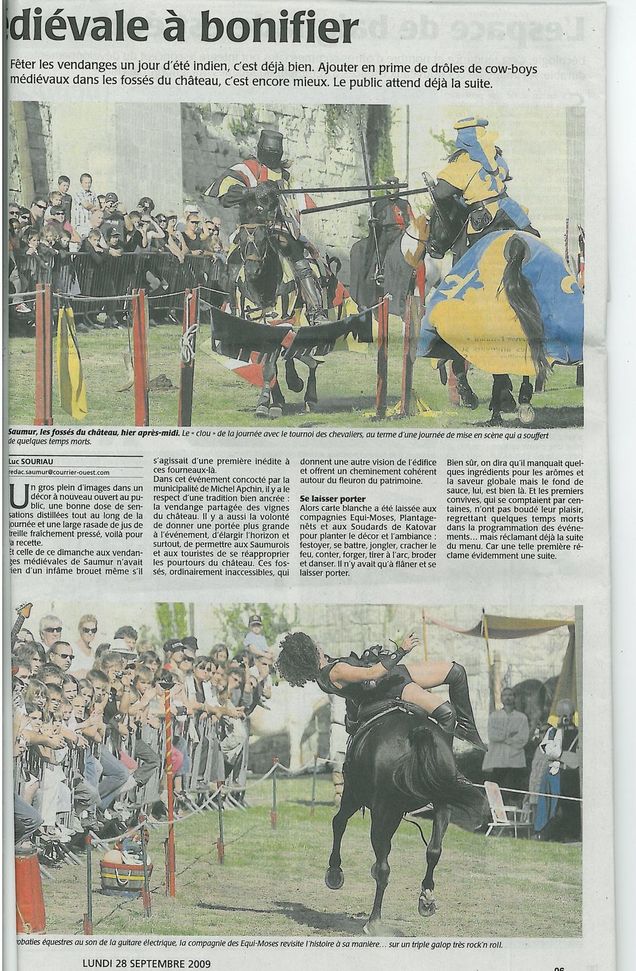 diévale à bonifier
Fêter les vendanges un jour d'été indien, c'est déjà bien. Ajouter en prime de drôles de cow-boys
médiévaux dans les fossés du château, c'est encore mieux. Le public attend déjà la suite.
Saumur, les fossés du château, hier après-midi. Le « clou » de la journée avec le tournoi des chevaliers, au terme d'une journée de mise en scène qui a souffert
de quelques temps morts.
Luc SOURIAU
redac.saumur@courrier-ouest.com
Un gros plein d'images dans un
décor à nouveau ouvert au pu-
blic, une bonne dose de sen-
sations distillées tout au long de la
journée et une large rasade de jus de
treille fraîchement pressé, voilà pour
la recette.
Et celle de ce dimanche aux vendan-
ges médiévales de Saumur n'avait
rien d'un infâme brouet même s'il
s'agissait d'une première inédite à
ces fourneaux-là.
Dans cet événement concocté par la
municipalité de Michel Apchin, il y a le
respect d'une tradition bien ancrée :
la vendange partagée des vignes
du château. Il y a aussi la volonté
de donner une portée plus grande
à l'événement, d'élargir l'horizon et
surtout, de permettre aux Saumurois
et aux touristes de se réapproprier
les pourtours du château. Ces fos-
sés, ordinairement inaccessibles, qui
donnent une autre vision de l'édifice
et offrent un cheminement cohérent
autour du fleuron du patrimoine.
Se laisser porter
Alors carte blanche a été laissée aux
compagnies Equi-Moses, Plantage-
nêts et aux Soudards de Katovar
pour planter le décor et l'ambiance :
festoyer, se battre, jongler, cracher le
feu, conter, forger, tirer à l'arc, broder
et danser. Il n'y avait qu'à flâner et se
laisser porter.
Bien sûr, on dira qu'il manquait quel-
ques ingrédients pour les arômes et
la saveur globale mais le fond de
sauce, lui, est bien là. Et les premiers
convives, qui se comptaient par cen-
taines, n'ont pas boudé leur plaisir,
regrettant quelques temps morts
dans la programmation des événe-
ments... mais réclamant déjà la suite
du menu. Car une telle première ré-
clame évidemment une suite.
robaties équestres au son de la guitare électrique, la compagnie des Equi-Moses revisite l'histoire à sa manière... sur un triple galop très rock'n roll.
LUNDI 28 SEPTEMBRE 2009